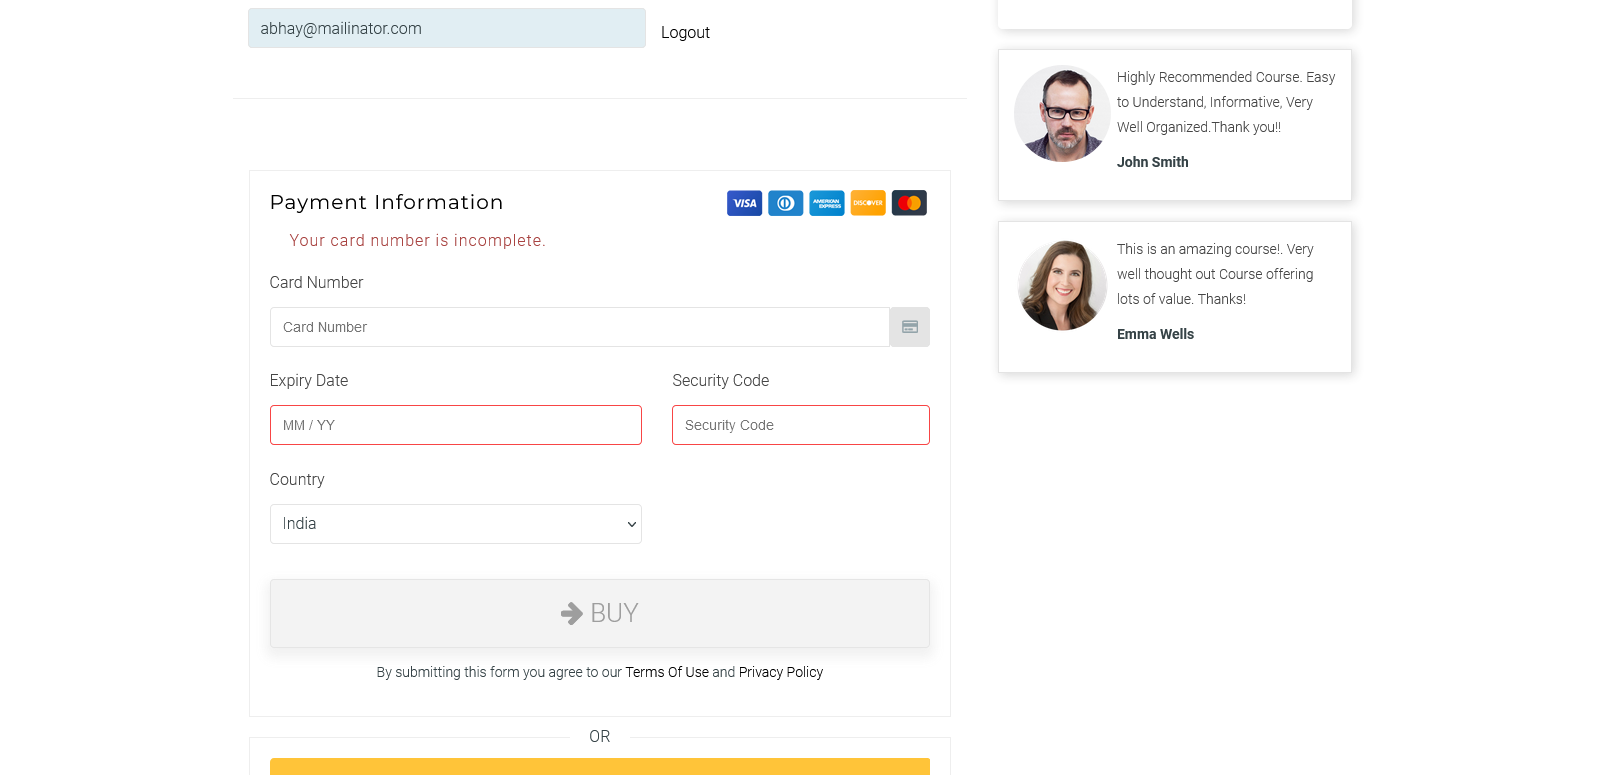 abhay@mailinator.com
Logout
Payment Information
VISA
AMERICAN EXPRESS
DISCOVER
Your card number is incomplete.
Card Number
Card Number
Expiry Date
Security Code
MM / YY
Security Code
Country
India
BUY
By submitting this form you agree to our Terms Of Use and Privacy Policy
OR
Highly Recommended Course. Easy
to Understand, Informative, Very
Well Organized.Thank you!!
John Smith
This is an amazing course!. Very
well thought out Course offering
lots of value. Thanks!
Emma Wells